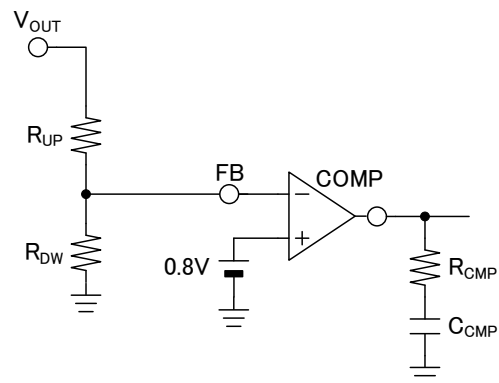 VOUT
RUP
FB
COMP
−
+
RDW
0.8V
RCMP
CCMP